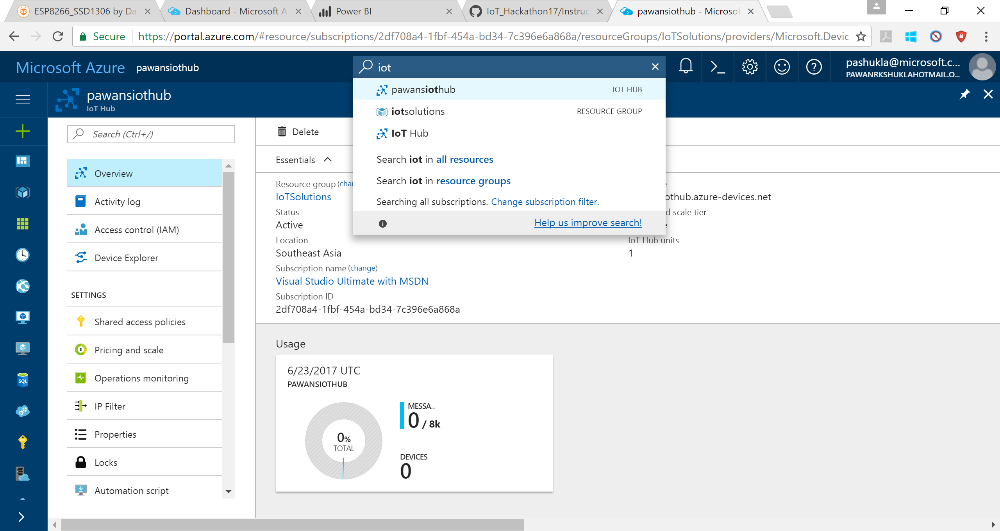 ESP8266_SSD1306 by Da
Dashboard - Microsoft A
Power BI
IoT_Hackathon17/Instruc
pawansiothub - Microsof
Secure
https://portal.azure.com/#resource/subscriptions/2df708a4-1fbf-454a-bd34-7c396e6a868a/resourceGroups/IoTSolutions/providers/Microsoft.Devic
Microsoft Azure
pawansiothub
iot
pashukla@microsoft.c...
PAWANRKSHUKLAHOTMAIL.O...
pawansiothub
IoT Hub
pawansiothub
IOT HUB
iotsolutions
RESOURCE GROUP
IoT Hub
Search iot in all resources
Search iot in resource groups
Searching all subscriptions. Change subscription filter.
Help us improve search!
Search (Ctrl+/)
Overview
Activity log
Access control (IAM)
Device Explorer
SETTINGS
Shared access policies
Pricing and scale
Operations monitoring
IP Filter
Properties
Locks
Automation script
SQL
Delete
Essentials
Resource group (chan
IoTSolutions
Status
Active
Location
Southeast Asia
Subscription name (change)
Visual Studio Ultimate with MSDN
Subscription ID
2df708a4-1fbf-454a-bd34-7c396e6a868a
othub.azure-devices.net
d scale tier
IoT Hub units
1
Usage
6/23/2017 UTC
PAWANSIOTHUB
0%
TOTAL
MESSA..
0 / 8k
DEVICES
0